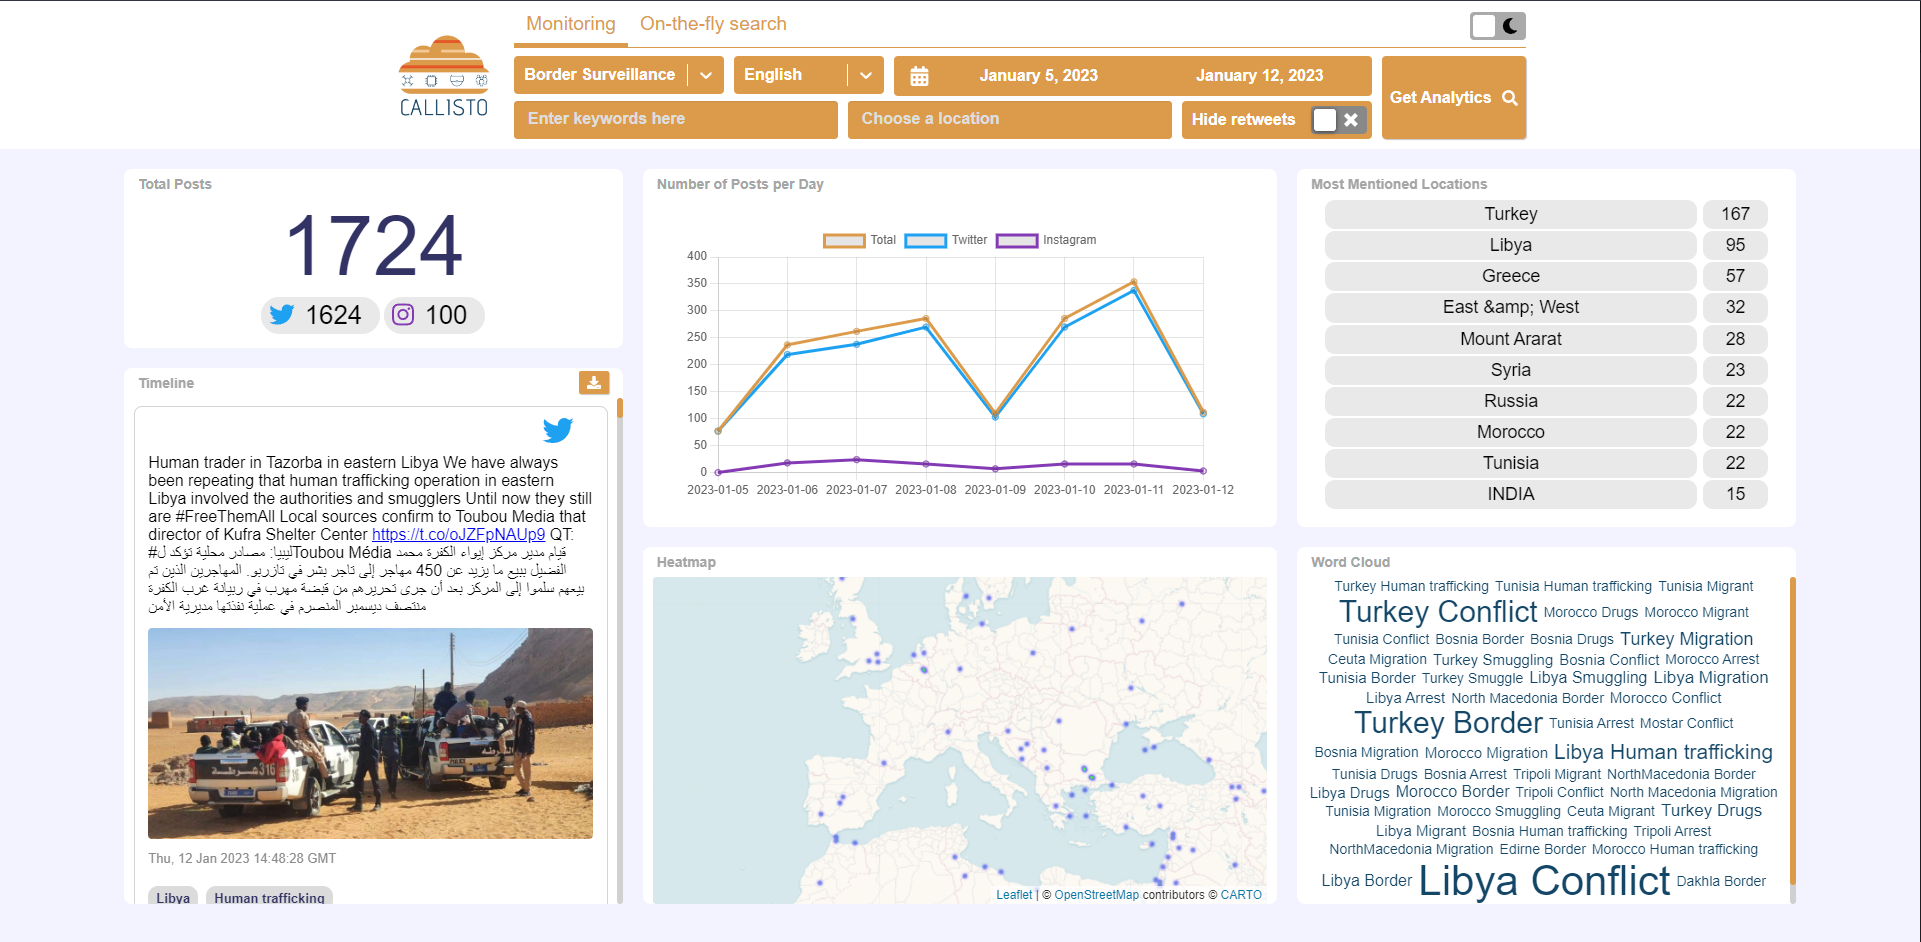 Monitoring On-the-fly search
CALLISTO
Border Surveillance English January 5, 2023 January 12, 2023 Get Analytics
Enter keywords here Choose a location Hide retweets
Total Posts
1724
1624 100
Timeline
Human trader in Tazorba in eastern Libya We have always
been repeating that human trafficking operation in eastern
Libya involved the authorities and smugglers Until now they still
are #FreeThemAll Local sources confirm to Toubou Media that
director of Kufra Shelter Center https://t.co/oJZFpNAUp9 QT:
#ليبيا: مصادر محلية تؤكد لToubou Média قيام مدير مركز إيواء الكفرة محمد
الفضيل ببيع ما يزيد عن 450 مهاجر إلى تاجر بشر في تازربو. المهاجرين الذين تم
بيعهم سلموا إلى المركز بعد أن جرى تحريرهم من قبضة مهرب في ربيانة غرب الكفرة
منتصف ديسمبر المنصرم في عملية نفذتها مديرية الأمن
شرطة 316
POLICE
Thu, 12 Jan 2023 14:48:28 GMT
Libya Human trafficking
Number of Posts per Day
Total Twitter Instagram
400
350
300
250
200
150
100
50
0
2023-01-05 2023-01-06 2023-01-07 2023-01-08 2023-01-09 2023-01-10 2023-01-11 2023-01-12
Most Mentioned Locations
Turkey 167
Libya 95
Greece 57
East &amp; West 32
Mount Ararat 28
Syria 23
Russia 22
Morocco 22
Tunisia 22
INDIA 15
Heatmap
Leaflet | © OpenStreetMap contributors © CARTO
Word Cloud
Turkey Human trafficking Tunisia Human trafficking Tunisia Migrant
Turkey Conflict Morocco Drugs Morocco Migrant
Tunisia Conflict Bosnia Border Bosnia Drugs Turkey Migration
Ceuta Migration Turkey Smuggling Bosnia Conflict Morocco Arrest
Tunisia Border Turkey Smuggle Libya Smuggling Libya Migration
Libya Arrest North Macedonia Border Morocco Conflict
Turkey Border Tunisia Arrest Mostar Conflict
Bosnia Migration Morocco Migration Libya Human trafficking
Tunisia Drugs Bosnia Arrest Tripoli Migrant NorthMacedonia Border
Libya Drugs Morocco Border Tripoli Conflict North Macedonia Migration
Tunisia Migration Morocco Smuggling Ceuta Migrant Turkey Drugs
Libya Migrant Bosnia Human trafficking Tripoli Arrest
NorthMacedonia Migration Edirne Border Morocco Human trafficking
Libya Border Libya Conflict Dakhla Border